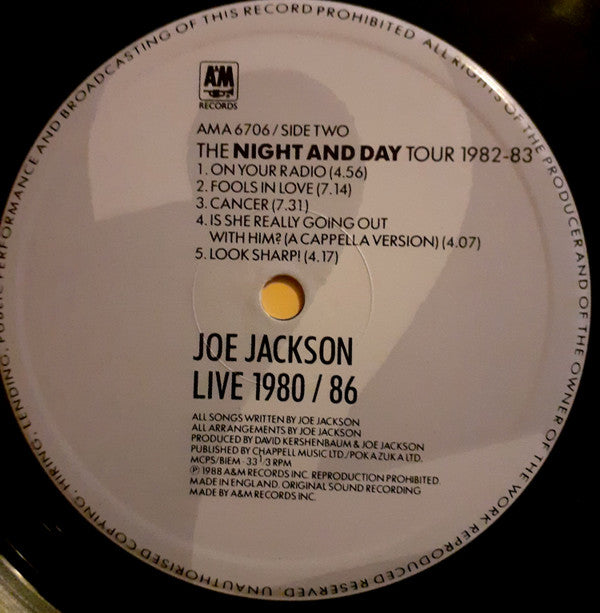 A&M
RECORDS
AMA 6706 / SIDE TWO
THE NIGHT AND DAY TOUR 1982-83
1. ON YOUR RADIO (4.56)
2. FOOLS IN LOVE (7.14)
3. CANCER (7.31)
4. IS SHE REALLY GOING OUT
WITH HIM? (A CAPPELLA VERSION) (4.07)
5. LOOK SHARP! (4.17)
JOE JACKSON
LIVE 1980 / 86
ALL SONGS WRITTEN BY JOE JACKSON
ALL ARRANGEMENTS BY JOE JACKSON
PRODUCED BY DAVID KERSHENBAUM & JOE JACKSON
PUBLISHED BY CHAPPELL MUSIC LTD./POKAZUKA LTD.
MCPS/BIEM · 33 1/3 RPM
℗ 1988 A&M RECORDS INC. REPRODUCTION PROHIBITED.
MADE IN ENGLAND. ORIGINAL SOUND RECORDING
MADE BY A&M RECORDS INC.
ALL RIGHTS OF THE PRODUCER AND OF THE OWNER OF THE WORK REPRODUCED RESERVED. UNAUTHORISED COPYING, HIRING, LENDING, PUBLIC PERFORMANCE AND BROADCASTING OF THIS RECORD PROHIBITED